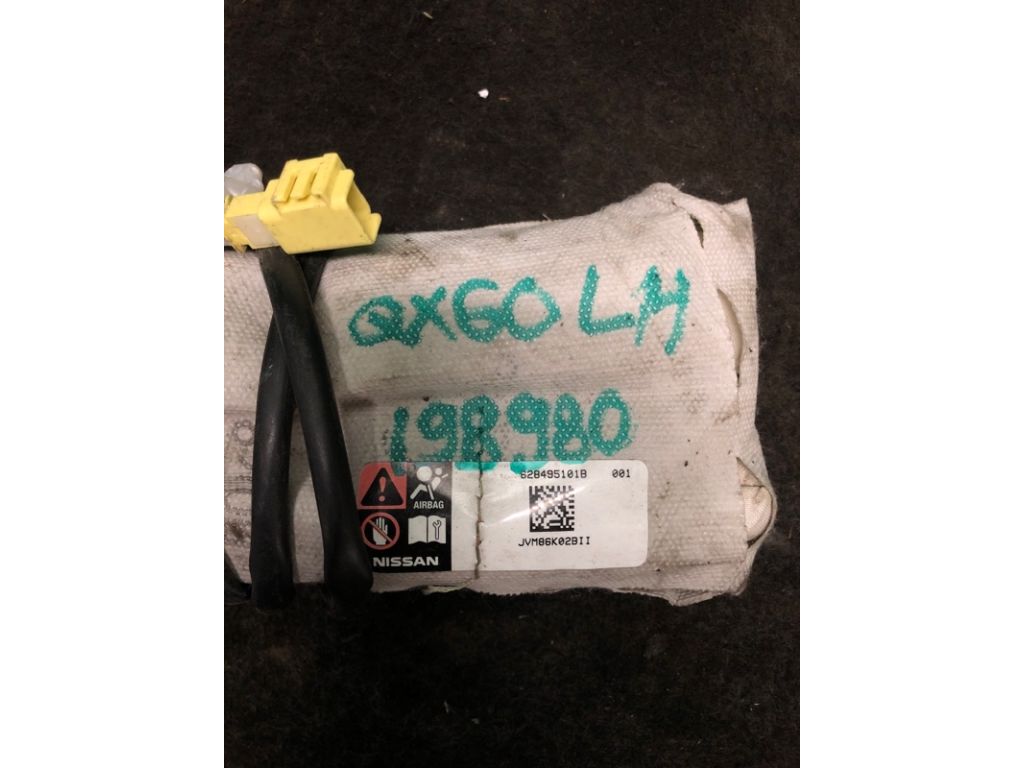 QX60 LH
198980
628495101B 001
AIRBAG
JVM86K02BII
NISSAN